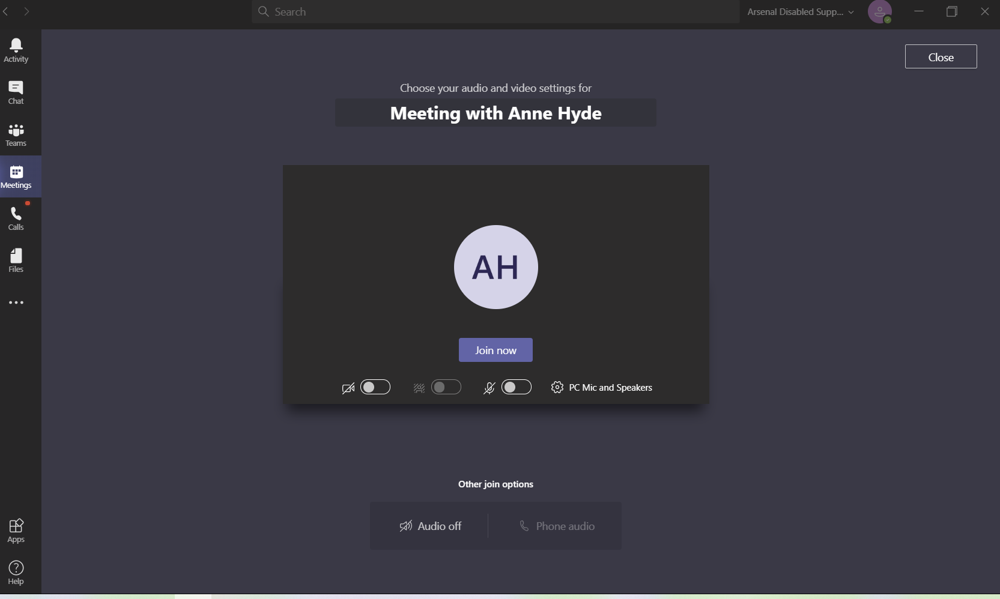 Search
Arsenal Disabled Supp...
Activity
Chat
Teams
Meetings
Calls
Files
Apps
Help
Close
Choose your audio and video settings for
Meeting with Anne Hyde
AH
Join now
PC Mic and Speakers
Other join options
Audio off
Phone audio